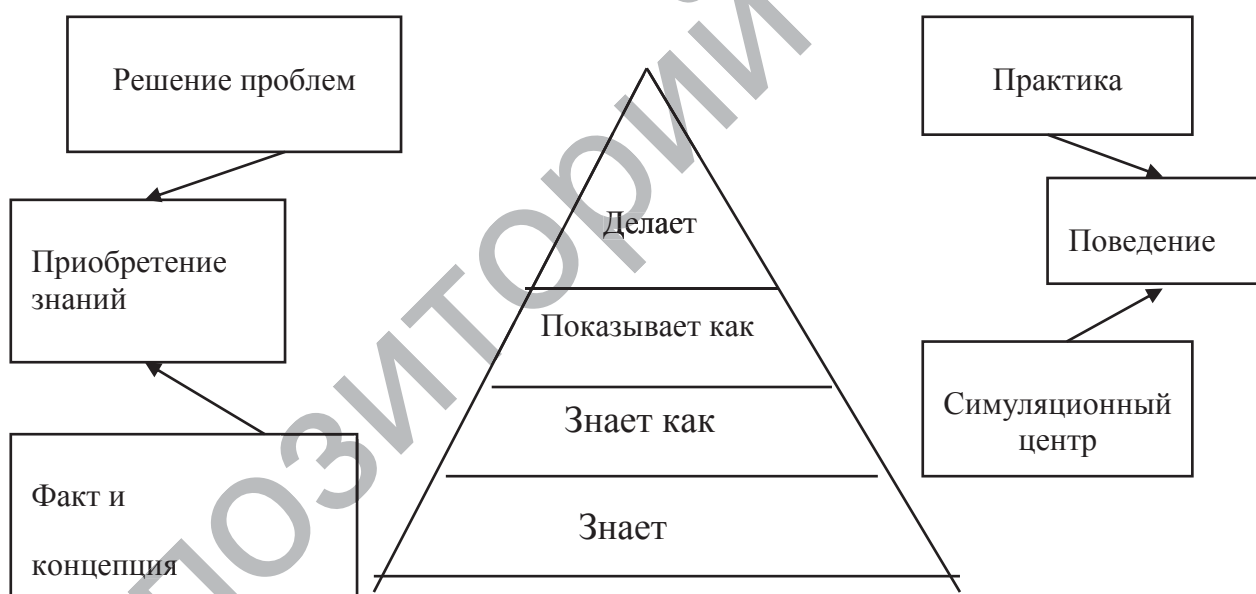 Решение проблем
Приобретение
знаний
Факт и
концепция
Делает
Показывает как
Знает как
Знает
Практика
Поведение
Симуляционный
центр